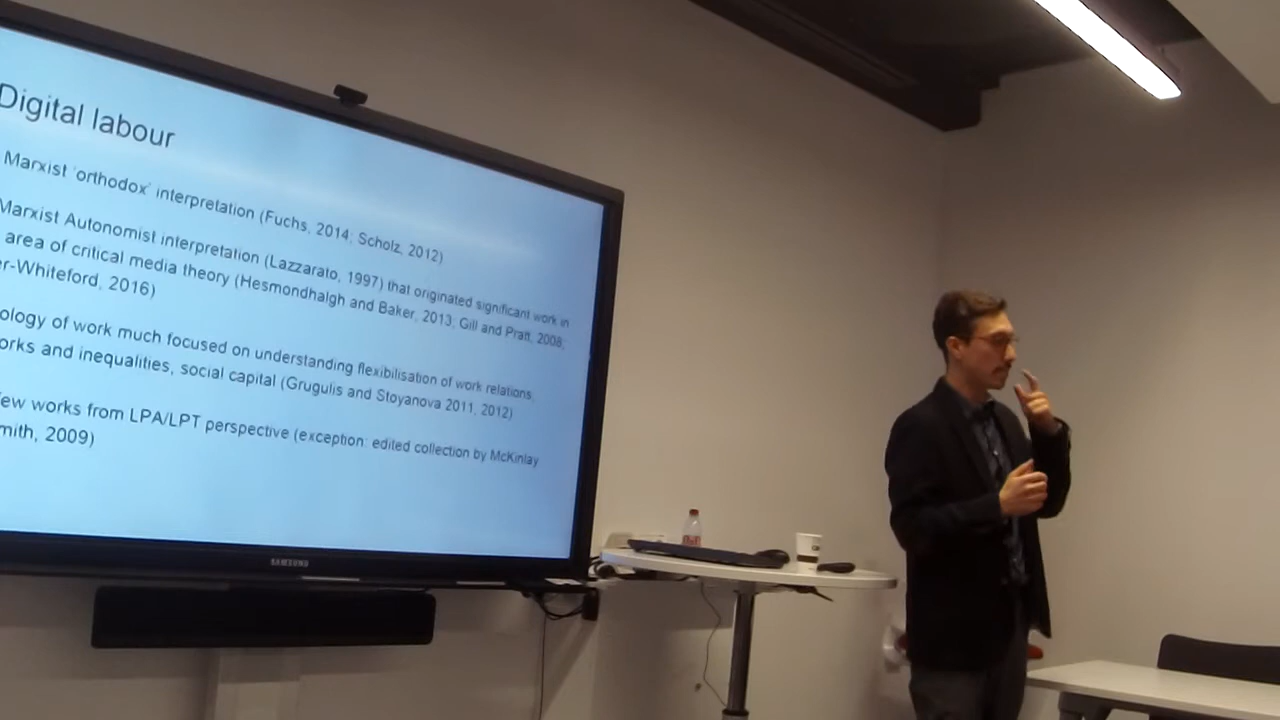 Digital labour
Marxist 'orthodox' interpretation (Fuchs, 2014; Scholz, 2012)
Marxist Autonomist interpretation (Lazzarato, 1997) that originated significant work in
area of critical media theory (Hesmondhalgh and Baker, 2013; Gill and Pratt, 2008;
er-Whiteford, 2016)
ology of work much focused on understanding flexibilisation of work relations,
orks and inequalities, social capital (Grugulis and Stoyanova 2011, 2012)
ew works from LPA/LPT perspective (exception: edited collection by McKinlay
mith, 2009)
SAMSUNG